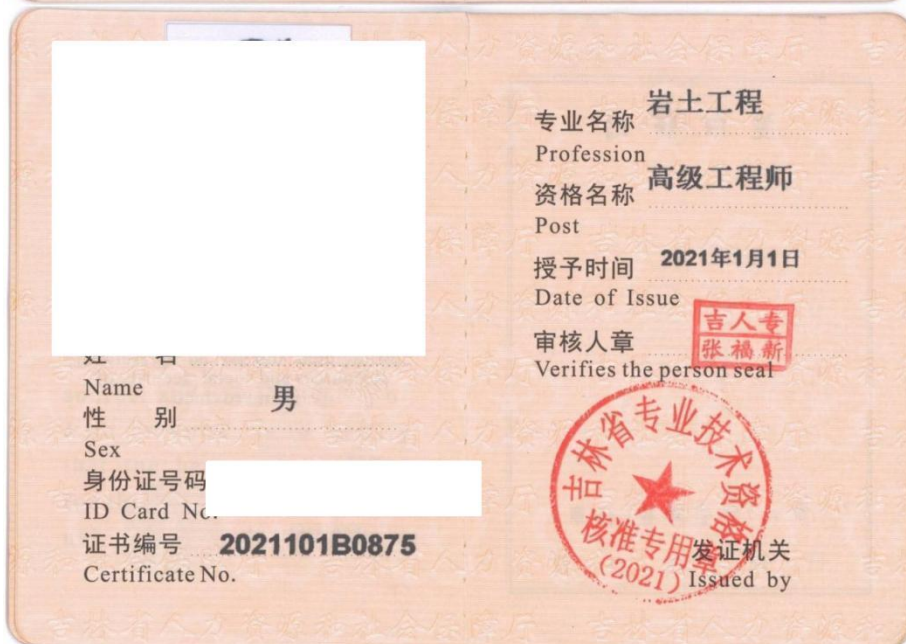 姓 名
Name
性 别 男
Sex
身份证号码
ID Card No.
证书编号 2021101B0875
Certificate No.
专业名称 岩土工程
Profession
资格名称 高级工程师
Post
授予时间 2021年1月1日
Date of Issue
审核人章
吉人专
张福新
Verifies the person seal
吉林省专业技术资格
核准专用章
(2021)
发证机关
Issued by